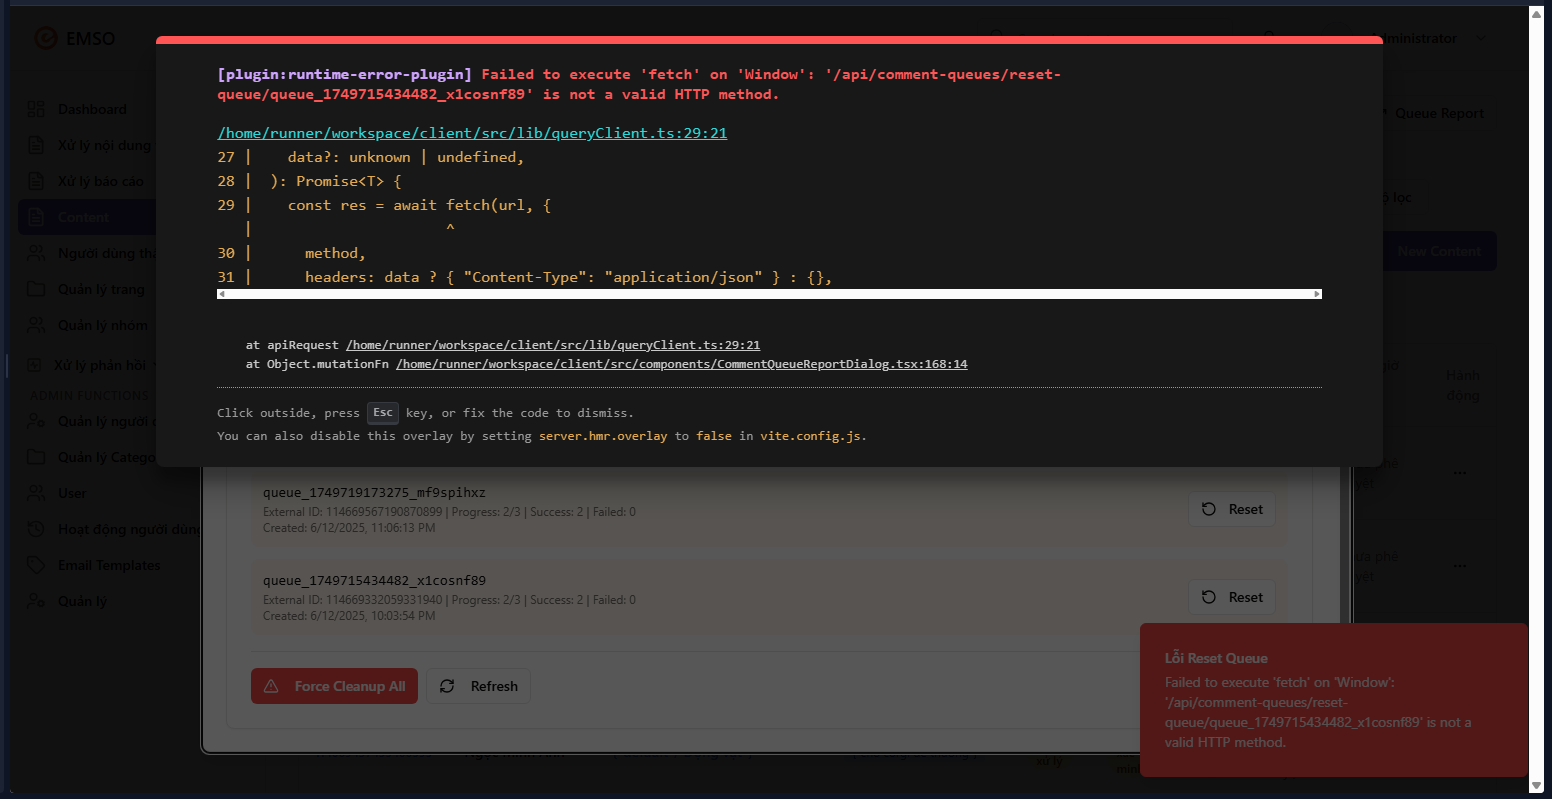 EMSO
ministrator
[plugin:runtime-error-plugin] Failed to execute 'fetch' on 'Window': '/api/comment-queues/reset-
queue/queue_1749715434482_x1cosnf89' is not a valid HTTP method.
/home/runner/workspace/client/src/lib/queryClient.ts:29:21
27 |    data?: unknown | undefined,
28 |  ): Promise<T> {
29 |    const res = await fetch(url, {
   |                      ^
30 |      method,
31 |      headers: data ? { "Content-Type": "application/json" } : {},
at apiRequest /home/runner/workspace/client/src/lib/queryClient.ts:29:21
at Object.mutationFn /home/runner/workspace/client/src/components/CommentQueueReportDialog.tsx:168:14
Click outside, press Esc key, or fix the code to dismiss.
You can also disable this overlay by setting server.hmr.overlay to false in vite.config.js.
Dashboard
Xử lý nội dung
Xử lý báo cáo
Content
Người dùng
Quản lý trang
Quản lý nhóm
Xử lý phản hồi
ADMIN FUNCTIONS
Quản lý người
Quản lý Catego
User
Hoạt động người dùng
Email Templates
Quản lý
Queue Report
lọc
New Content
Hành
động
...
...
queue_1749719173275_mf9spihxz
External ID: 114669567190870899 | Progress: 2/3 | Success: 2 | Failed: 0
Created: 6/12/2025, 11:06:13 PM
Reset
queue_1749715434482_x1cosnf89
External ID: 114669332059331940 | Progress: 2/3 | Success: 2 | Failed: 0
Created: 6/12/2025, 10:03:54 PM
Reset
Force Cleanup All
Refresh
xử lý
Lỗi Reset Queue
Failed to execute 'fetch' on 'Window':
'/api/comment-queues/reset-
queue/queue_1749715434482_x1cosnf89' is not a
valid HTTP method.